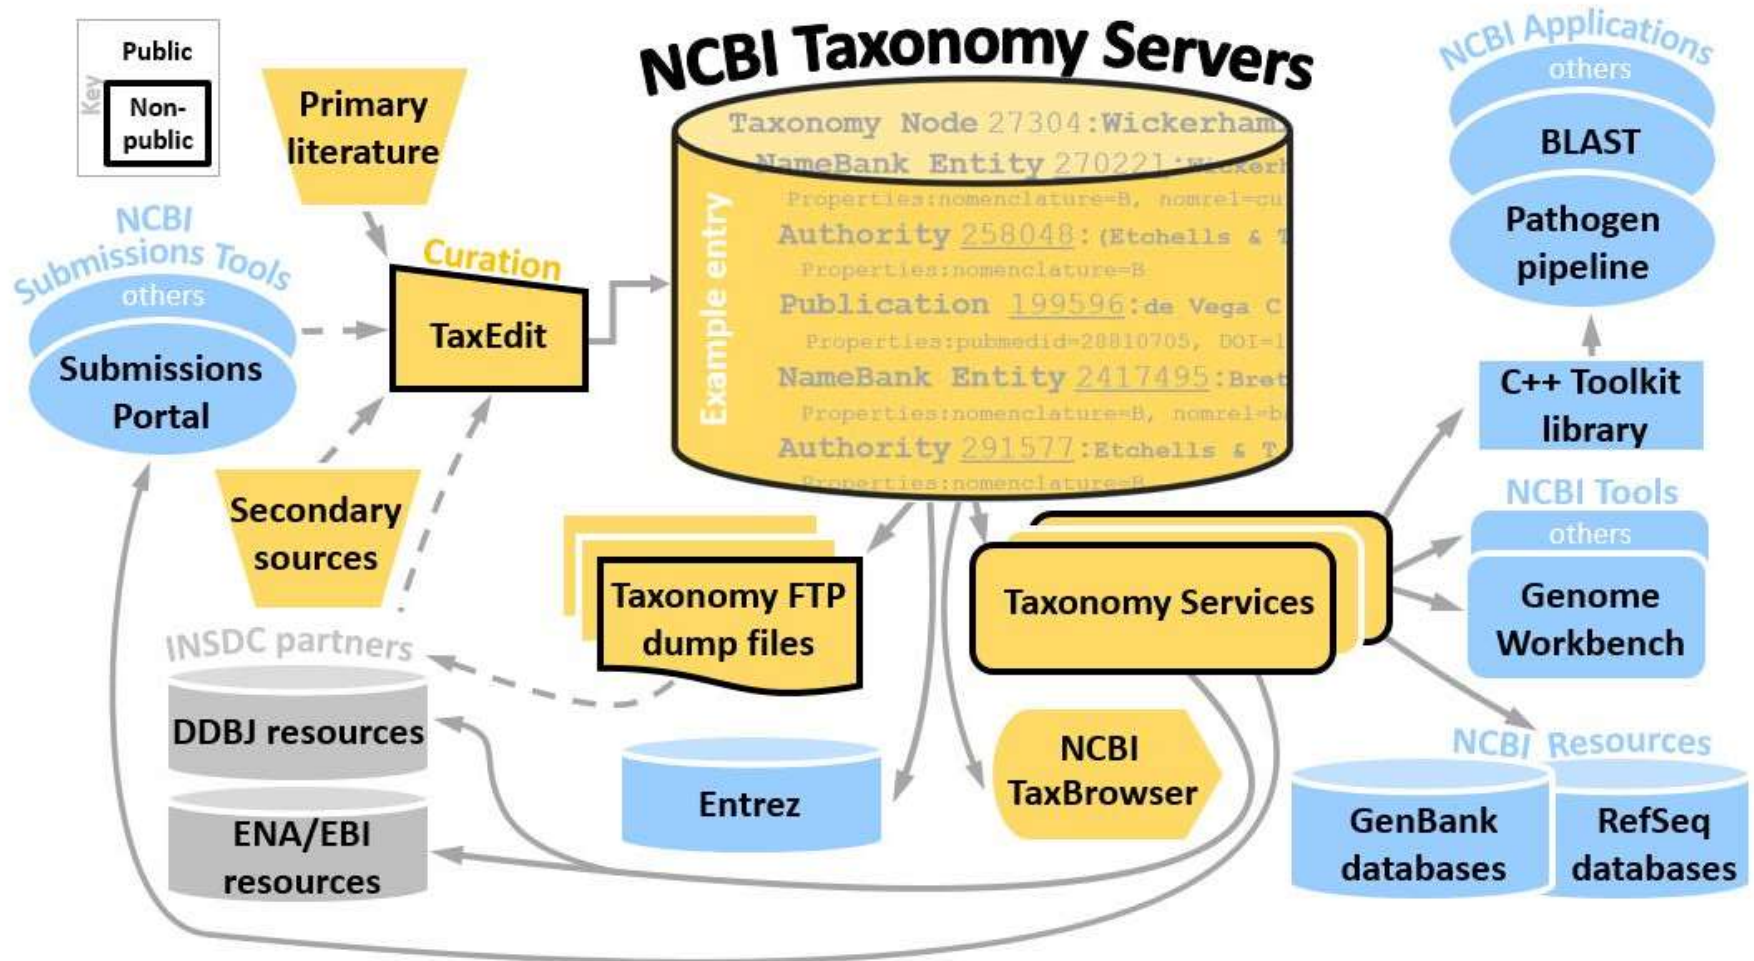 Key
Public
Non-
public
Primary
literature
NCBI
Submissions Tools
others
Submissions
Portal
Curation
TaxEdit
Secondary
sources
INSDC partners
DDBJ resources
ENA/EBI
resources
NCBI Taxonomy Servers
Example entry
Taxonomy Node 27304:Wickerham
NameBank Entity 270221:Wickerh
Properties:nomenclature=B, nomrel=cu
Authority 258048: (Etchells & T
Properties:nomenclature=B
Publication 199596:de Vega C
Properties:pubmedid=28810705, DOI=1
NameBank Entity 2417495:Bret
Properties:nomenclature=B, nomrel=b
Authority 291577:Etchells & T
Properties:nomenclature=B
Taxonomy FTP
dump files
Taxonomy Services
Entrez
NCBI
TaxBrowser
NCBI Applications
others
BLAST
Pathogen
pipeline
C++ Toolkit
library
NCBI Tools
others
Genome
Workbench
NCBI Resources
GenBank
databases
RefSeq
databases